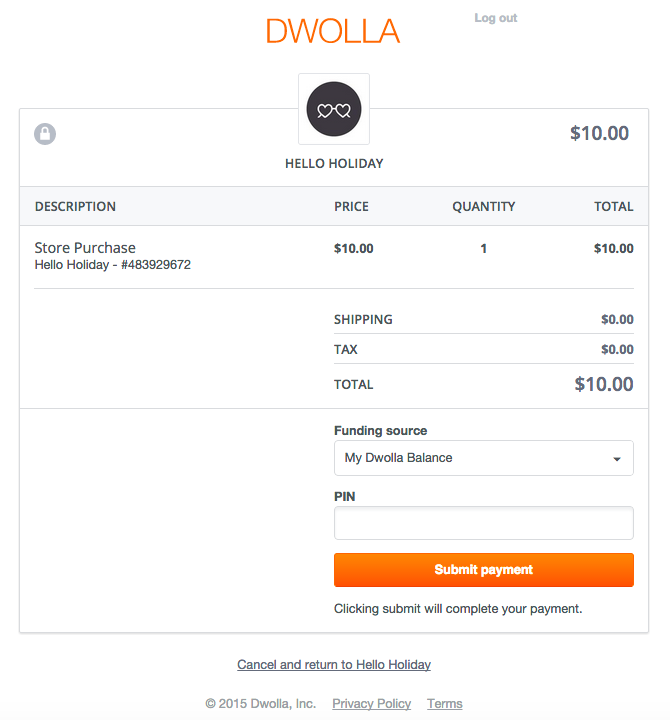 Log out
DWOLLA
$10.00
HELLO HOLIDAY
DESCRIPTION PRICE QUANTITY TOTAL
Store Purchase $10.00 1 $10.00
Hello Holiday - #483929672
SHIPPING $0.00
TAX $0.00
TOTAL $10.00
Funding source
My Dwolla Balance
PIN
Submit payment
Clicking submit will complete your payment.
Cancel and return to Hello Holiday
© 2015 Dwolla, Inc. Privacy Policy Terms